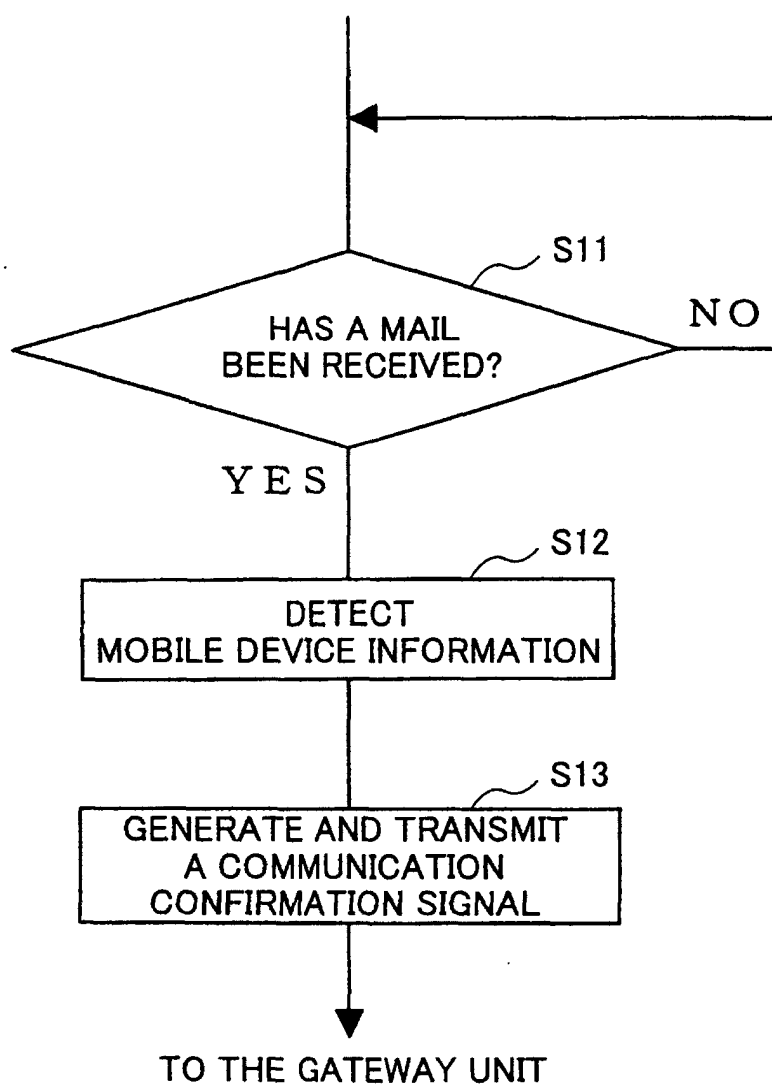 S11
HAS A MAIL
BEEN RECEIVED?
NO
YES
S12
DETECT
MOBILE DEVICE INFORMATION
S13
GENERATE AND TRANSMIT
A COMMUNICATION
CONFIRMATION SIGNAL
TO THE GATEWAY UNIT